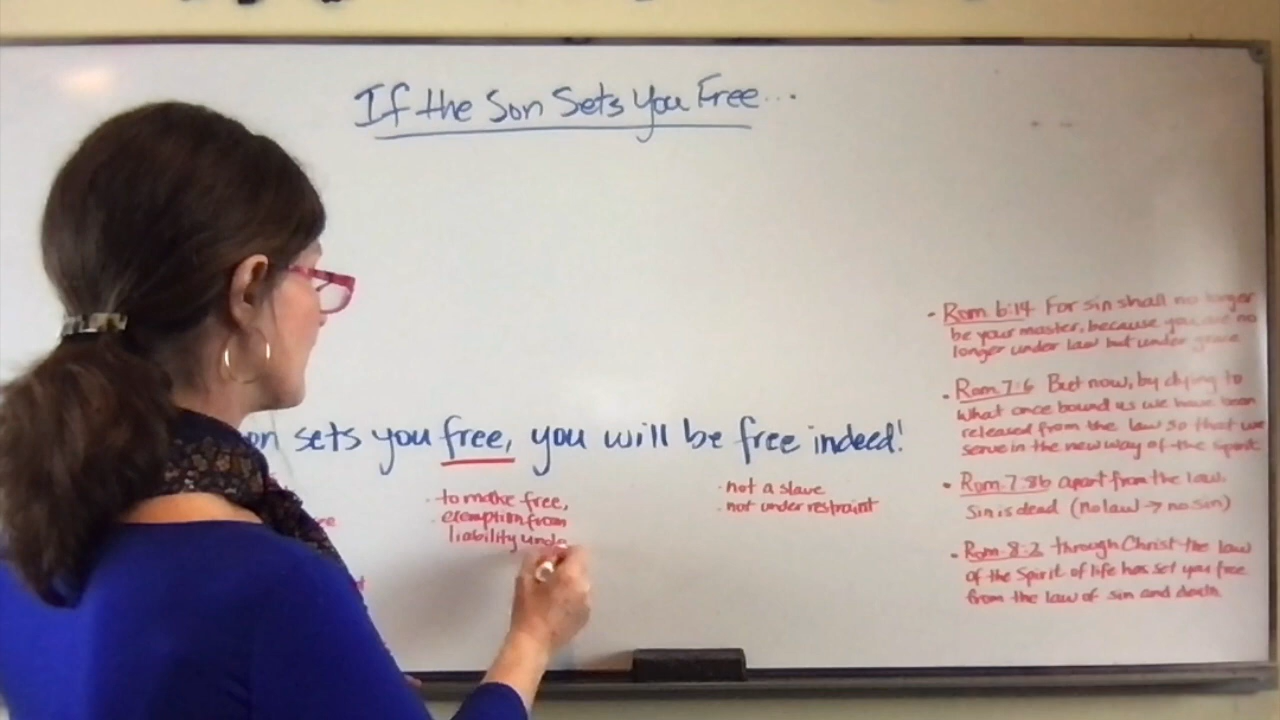 If the Son Sets You Free...
on sets you free, you will be free indeed!
· to make free,
· exemption from
liability unde
· not a slave
· not under restraint
• Rom 6:14 For sin shall no longer
be your master, because you are no
longer under law but under grace
• Rom 7:6 But now, by dying to
what once bound us we have been
released from the law so that we
serve in the new way of the Spirit
• Rom 7:8b apart from the law,
Sin is dead (no law → no sin)
• Rom 8:2 through Christ the law
of the Spirit of life has set you free
from the law of sin and death